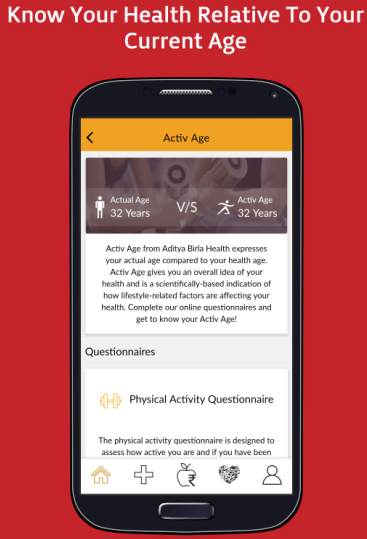 Know Your Health Relative To Your
Current Age
Activ Age
Actual Age
32 Years
V/S
Activ Age
32 Years
Activ Age from Aditya Birla Health expresses
your actual age compared to your health age.
Activ Age gives you an overall idea of your
health and is a scientifically-based indication of
how lifestyle-related factors are affecting your
health. Complete our online questionnaires and
get to know your Activ Age!
Questionnaires
Physical Activity Questionnaire
The physical activity questionnaire is designed to
assess how active you are and if you have been
₹